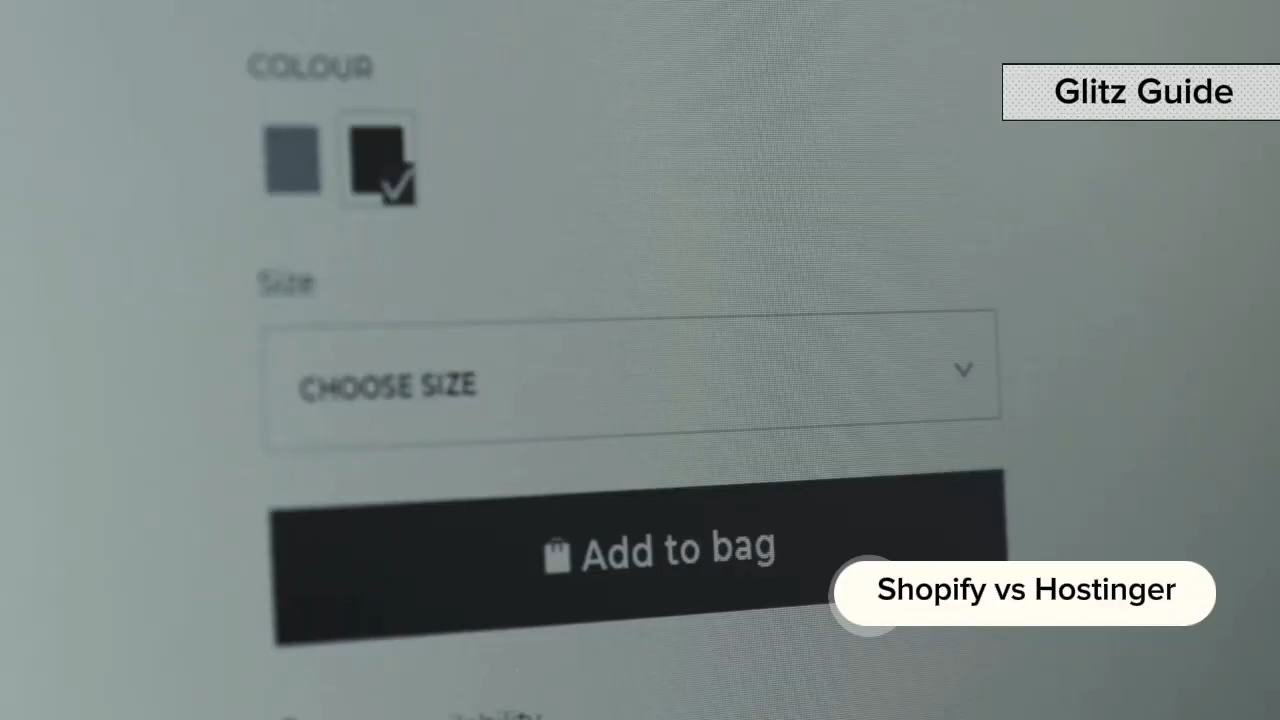 COLOUR
Glitz Guide
Size
CHOOSE SIZE
Add to bag
Shopify vs Hostinger